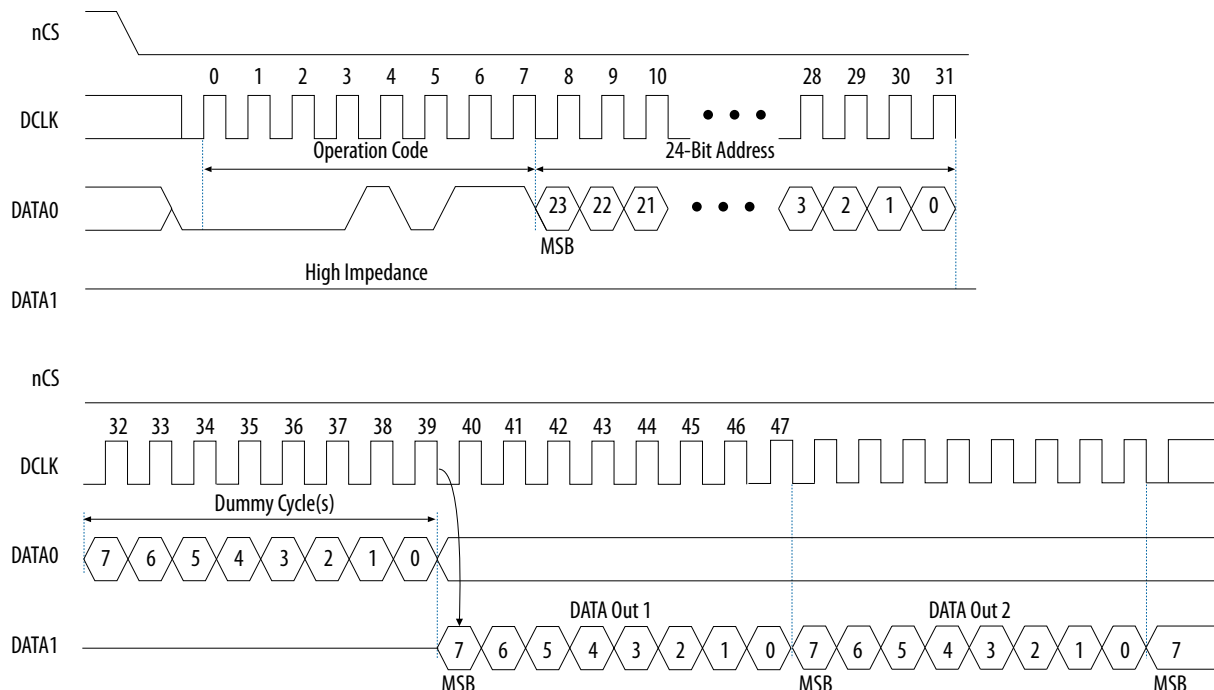 nCS
0 1 2 3 4 5 6 7 8 9 10 28 29 30 31
DCLK
Operation Code 24-Bit Address
DATA0 23 22 21 3 2 1 0
MSB
High Impedance
DATA1
nCS
32 33 34 35 36 37 38 39 40 41 42 43 44 45 46 47
DCLK
Dummy Cycle(s)
DATA0 7 6 5 4 3 2 1 0
DATA Out 1 DATA Out 2
DATA1 7 6 5 4 3 2 1 0 7 6 5 4 3 2 1 0 7
MSB MSB MSB